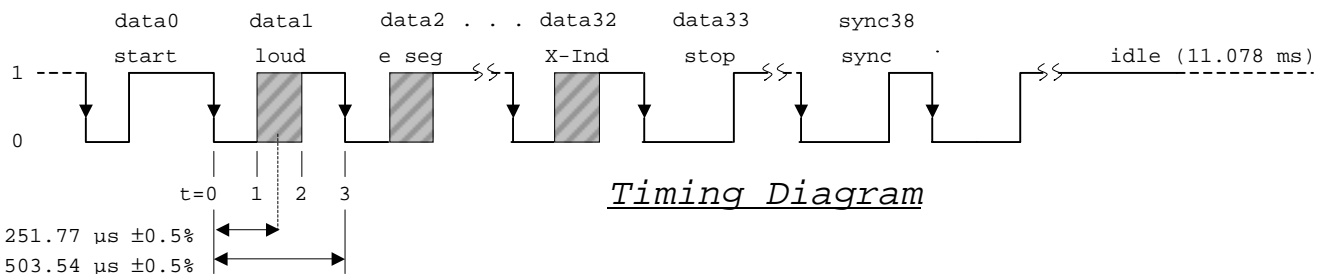 data0 data1 data2 . . . data32 data33 sync38
start loud e seg X-Ind stop sync
1 idle (11.078 ms)
0
t=0 1 2 3
Timing Diagram
251.77 µs ±0.5%
503.54 µs ±0.5%